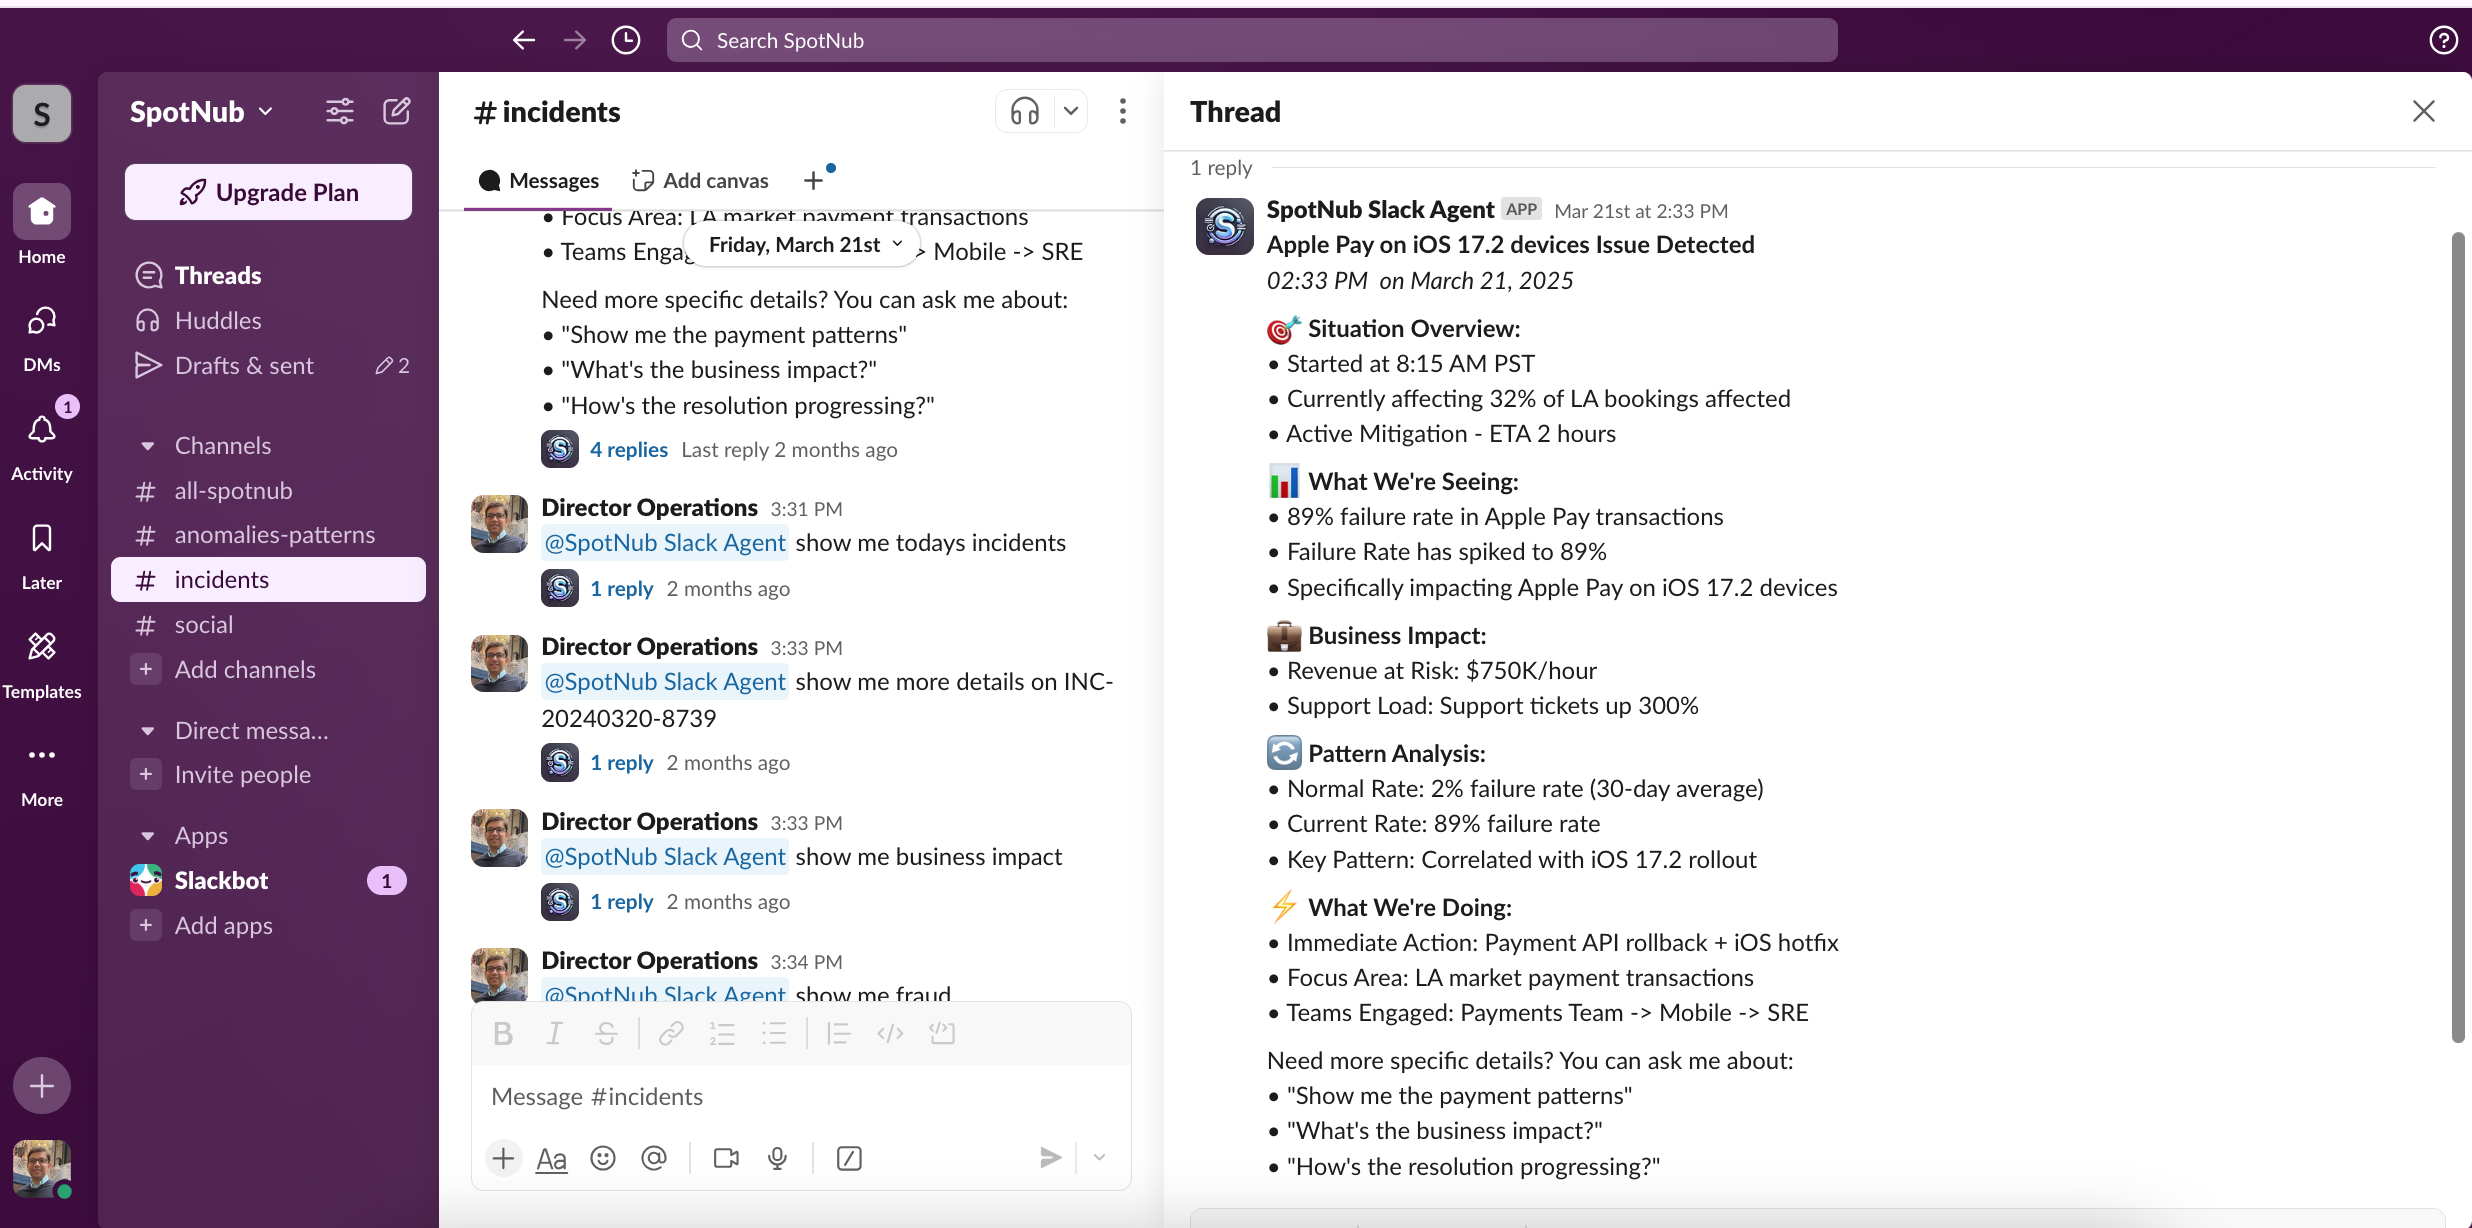 Search SpotNub
S
Home
DMs
1
Activity
Later
Templates
More
SpotNub
Upgrade Plan
Threads
Huddles
Drafts & sent
2
Channels
# all-spotnub
# anomalies-patterns
# incidents
# social
+ Add channels
Direct messa...
+ Invite people
Apps
Slackbot
1
+ Add apps
# incidents
Messages
Add canvas
• Focus Area: LA market payment transactions
Friday, March 21st
• Teams Engag > Mobile -> SRE
Need more specific details? You can ask me about:
• "Show me the payment patterns"
• "What's the business impact?"
• "How's the resolution progressing?"
4 replies Last reply 2 months ago
Director Operations 3:31 PM
@SpotNub Slack Agent show me todays incidents
1 reply 2 months ago
Director Operations 3:33 PM
@SpotNub Slack Agent show me more details on INC-
20240320-8739
1 reply 2 months ago
Director Operations 3:33 PM
@SpotNub Slack Agent show me business impact
1 reply 2 months ago
Director Operations 3:34 PM
@SpotNub Slack Agent show me fraud
Message #incidents
Aa
Thread
1 reply
SpotNub Slack Agent APP Mar 21st at 2:33 PM
Apple Pay on iOS 17.2 devices Issue Detected
02:33 PM on March 21, 2025
Situation Overview:
• Started at 8:15 AM PST
• Currently affecting 32% of LA bookings affected
• Active Mitigation - ETA 2 hours
What We're Seeing:
• 89% failure rate in Apple Pay transactions
• Failure Rate has spiked to 89%
• Specifically impacting Apple Pay on iOS 17.2 devices
Business Impact:
• Revenue at Risk: $750K/hour
• Support Load: Support tickets up 300%
Pattern Analysis:
• Normal Rate: 2% failure rate (30-day average)
• Current Rate: 89% failure rate
• Key Pattern: Correlated with iOS 17.2 rollout
What We're Doing:
• Immediate Action: Payment API rollback + iOS hotfix
• Focus Area: LA market payment transactions
• Teams Engaged: Payments Team -> Mobile -> SRE
Need more specific details? You can ask me about:
• "Show me the payment patterns"
• "What's the business impact?"
• "How's the resolution progressing?"